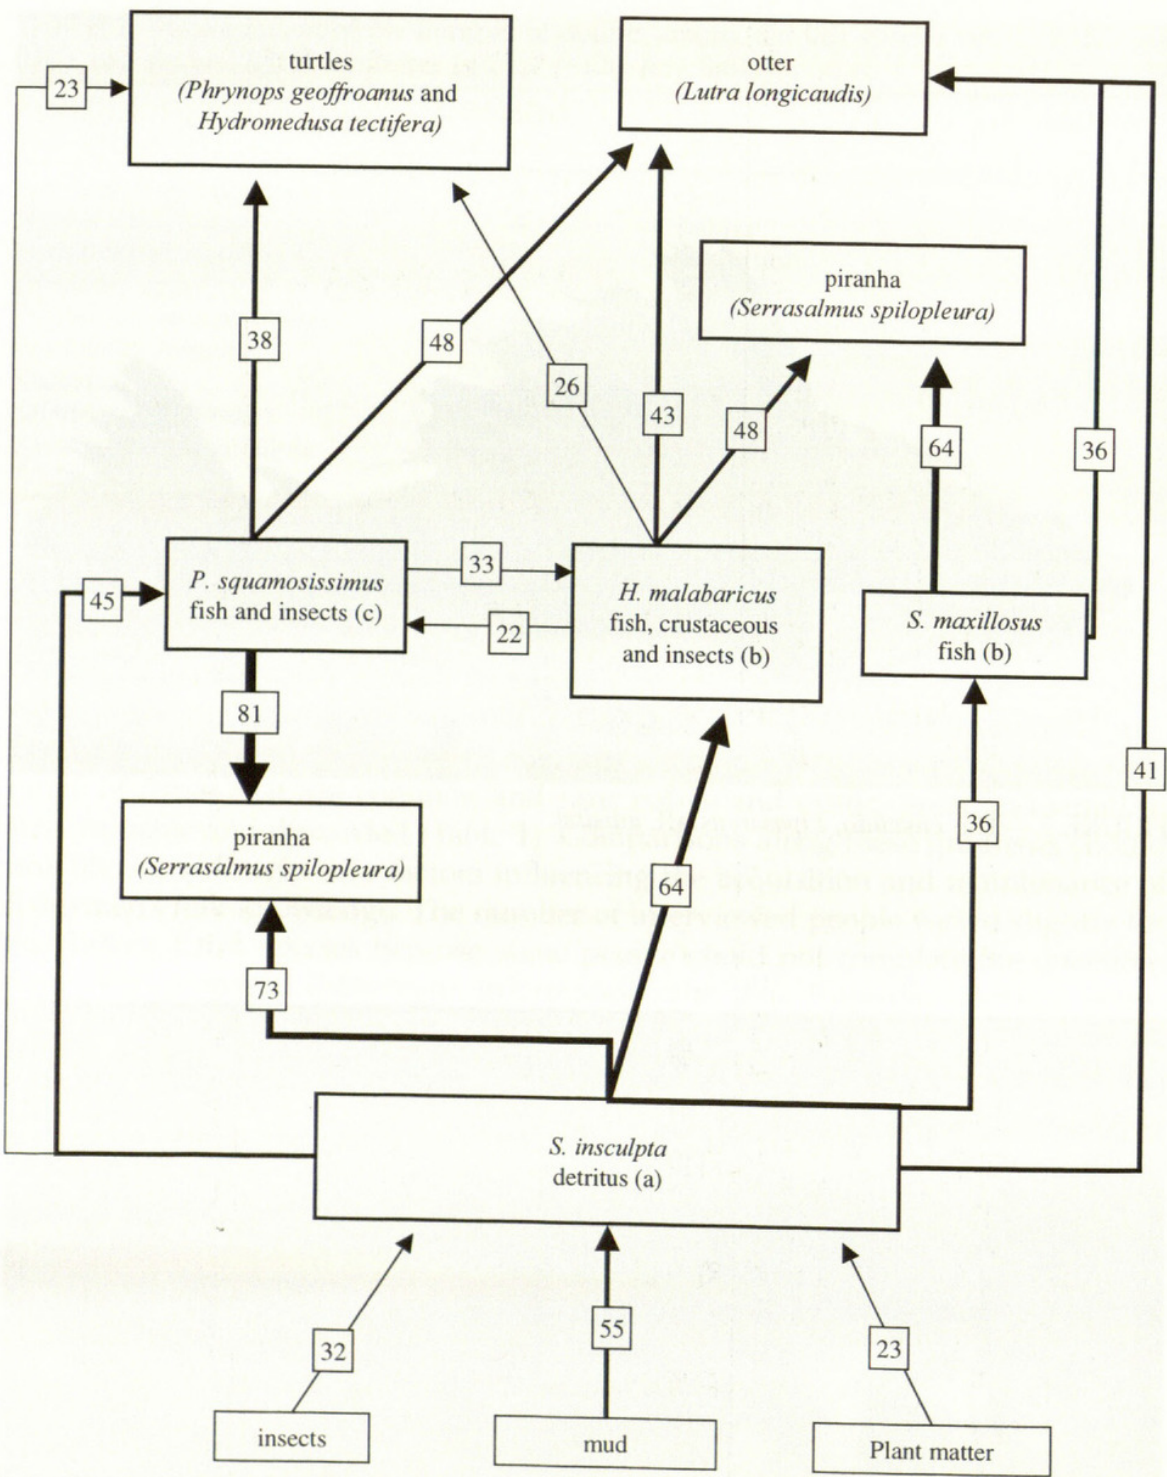 turtles
(Phrynops geoffroanus and
Hydromedusa tectifera)
otter
(Lutra longicaudis)
23
piranha
(Serrasalmus spilopleura)
38
48
26
43
48
64
36
P. squamosissimus
fish and insects (c)
33
22
H. malabaricus
fish, crustaceous
and insects (b)
S. maxillosus
fish (b)
45
81
41
piranha
(Serrasalmus spilopleura)
36
64
73
S. insculpta
detritus (a)
32
55
23
insects
mud
Plant matter